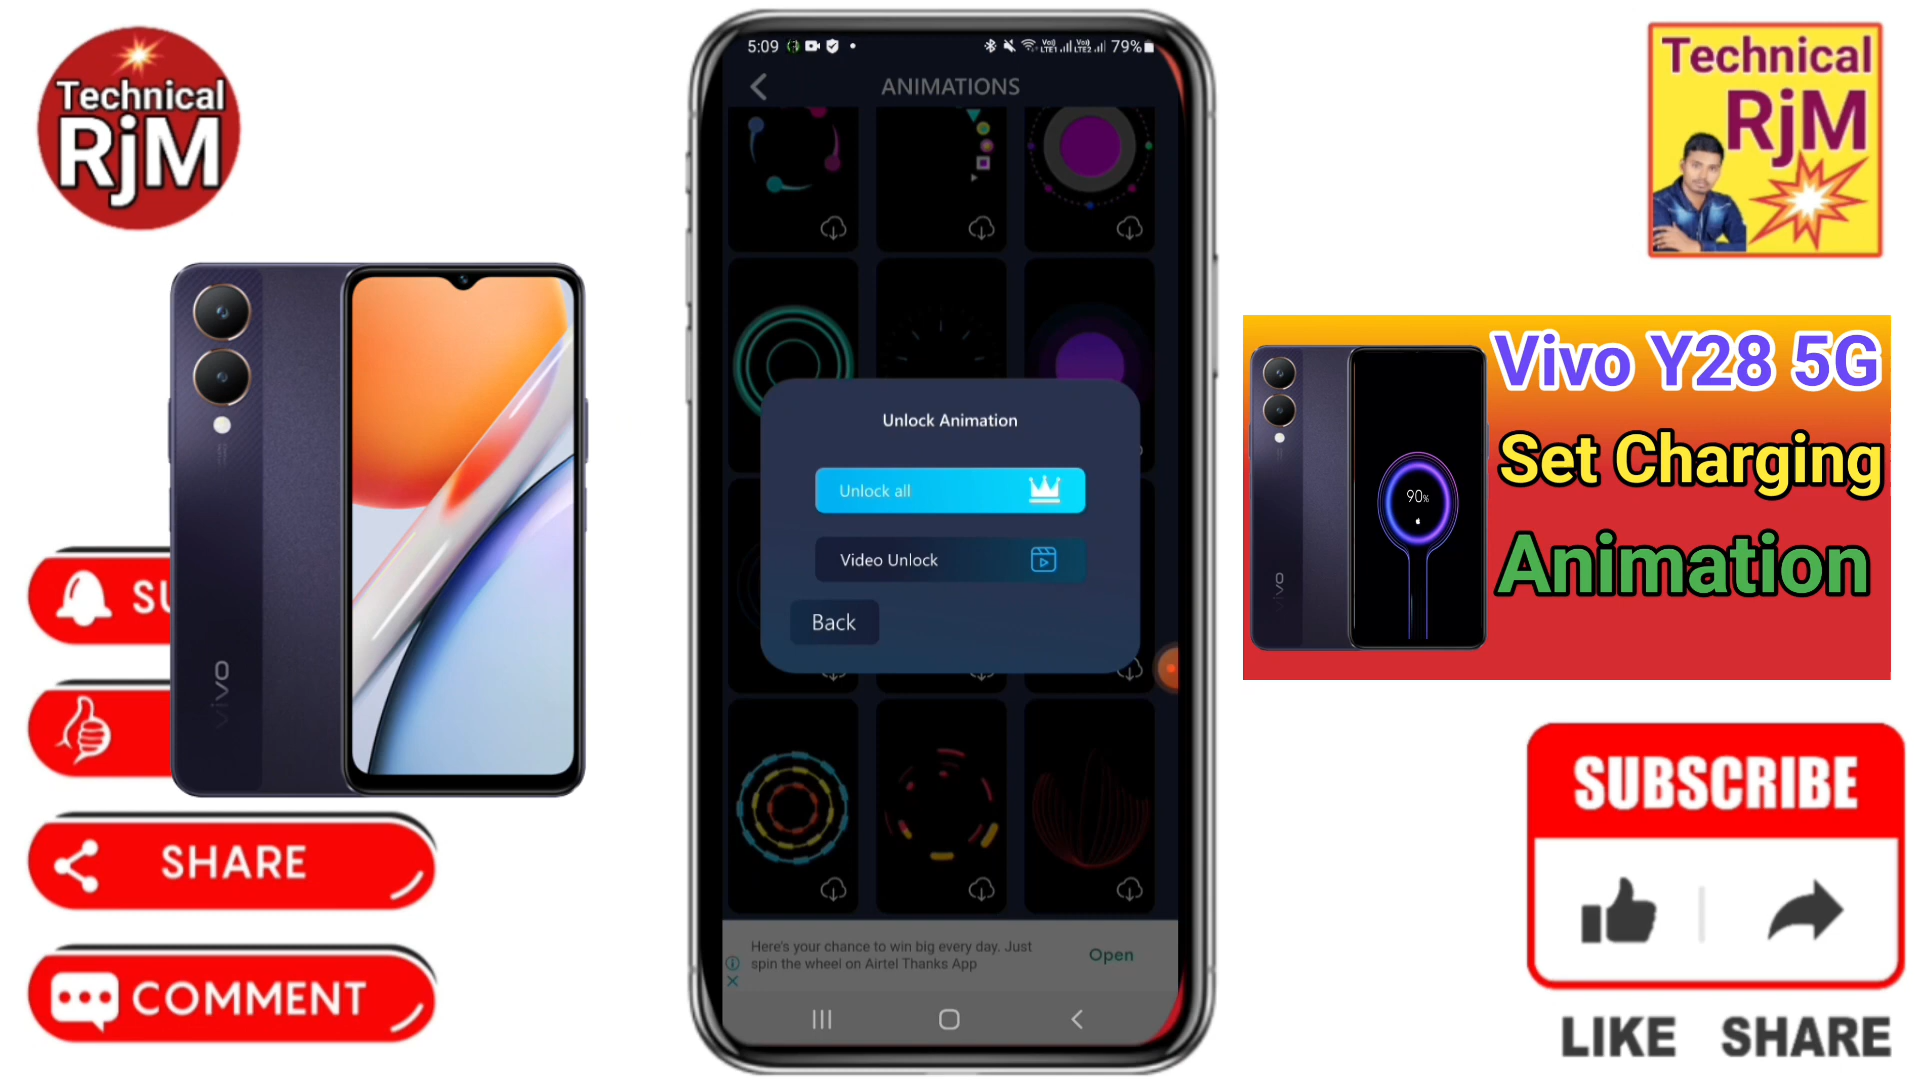 Technical
RjM
SU
SHARE
COMMENT
vivo
5:09
79%
ANIMATIONS
Unlock Animation
Unlock all
Video Unlock
Back
Here's your chance to win big every day. Just
spin the wheel on Airtel Thanks App
Open
Technical
RjM
Vivo Y28 5G
Set Charging
Animation
90%
vivo
SUBSCRIBE
LIKE SHARE